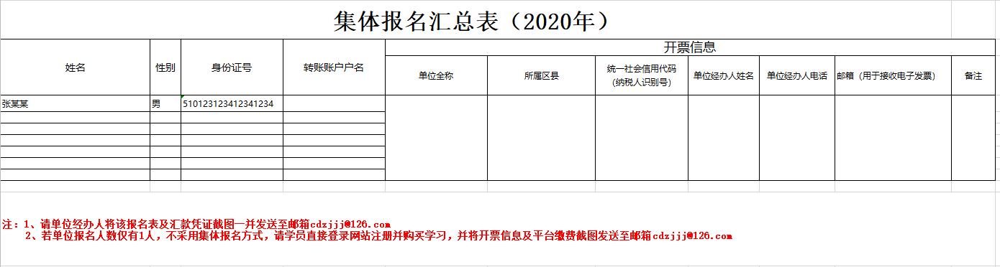 集体报名汇总表（2020年）
开票信息
姓名 性别 身份证号 转账账户户名 单位全称 所属区县 统一社会信用代码 单位经办人姓名 单位经办人电话 邮箱（用于接收电子发票） 备注
（纳税人识别号）
张某某 男 510123123412341234
注：1、请单位经办人将该报名表及汇款凭证截图一并发送至邮箱cdzjjj@126.com
2、若单位报名人数仅有1人，不采用集体报名方式，请学员直接登录网站注册并购买学习，并将开票信息及平台缴费截图发送至邮箱cdzjjj@126.com